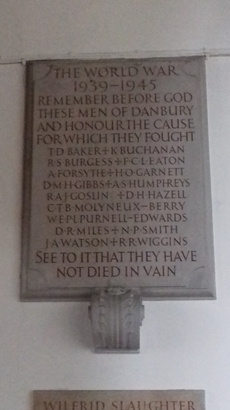 THE WORLD WAR
1939-1945
REMEMBER BEFORE GOD
THESE MEN OF DANBURY
AND HONOUR THE CAUSE
FOR WHICH THEY FOUGHT
T·D·BAKER+K·BUCHANAN
R·S·BURGESS+F·C·L·EATON
A·FORSYTH+H·O·GARNETT
D·M·H·GIBBS+A·S·HUMPREYS
R·A·J·GOSLIN +D·H·HAZELL
C·T·B·MOLYNEUX-BERRY
W·E·P·L·PURNELL-EDWARDS
D·R·MILES+N·P·SMITH
J·A·WATSON+R·R·WIGGINS
SEE TO IT THAT THEY HAVE
NOT DIED IN VAIN
WILFRID SLAUGHTER